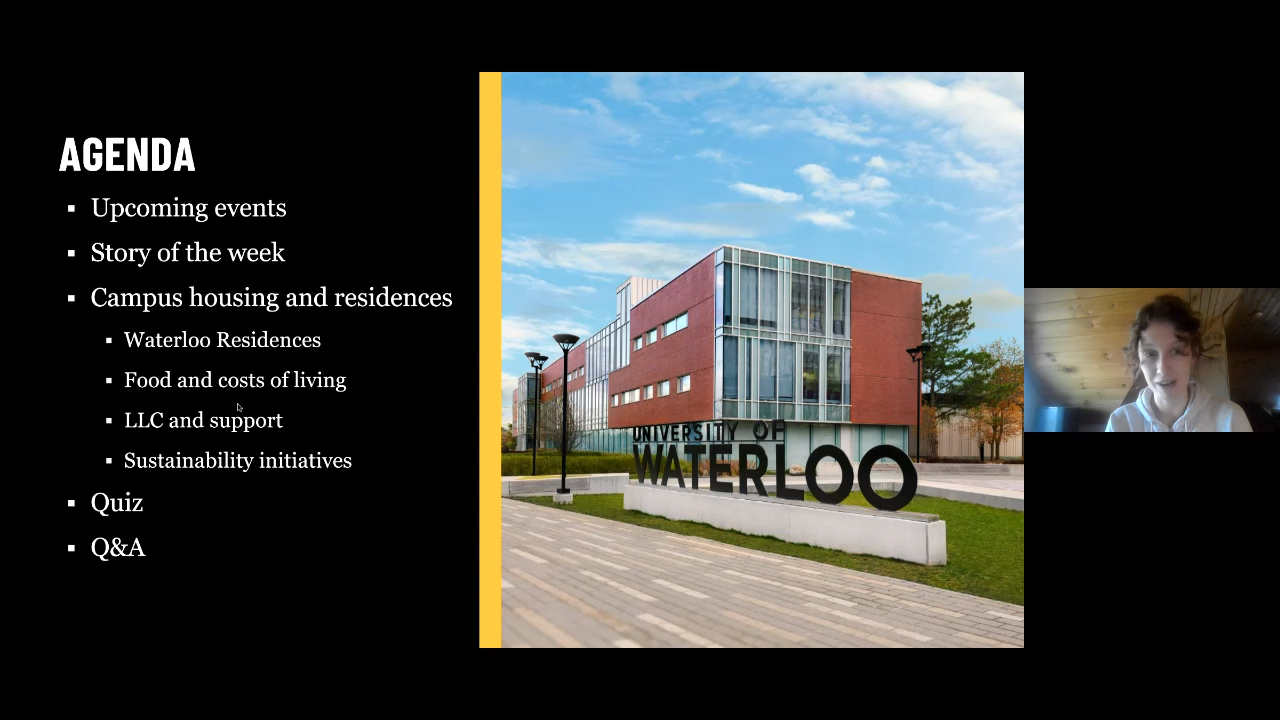 AGENDA
Upcoming events
Story of the week
Campus housing and residences
Waterloo Residences
Food and costs of living
LLC and support
Sustainability initiatives
Quiz
Q&A
UNIVERSITY OF
WATERLOO